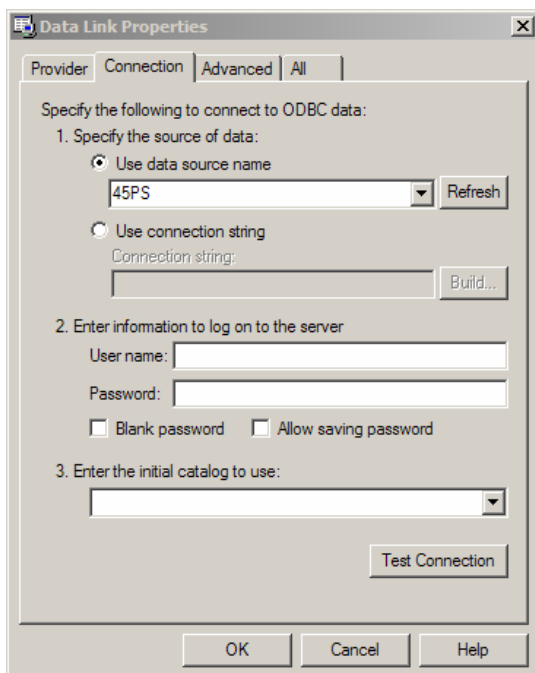 Data Link Properties
Provider Connection Advanced All
Specify the following to connect to ODBC data:
1. Specify the source of data:
Use data source name
45PS Refresh
Use connection string
Connection string:
Build...
2. Enter information to log on to the server
User name:
Password:
Blank password Allow saving password
3. Enter the initial catalog to use:
Test Connection
OK Cancel Help